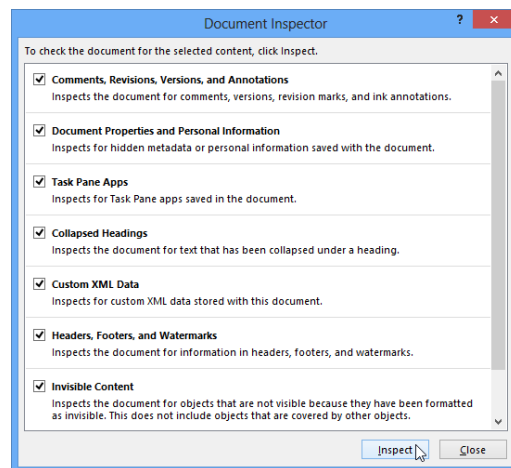 Document Inspector
?
To check the document for the selected content, click Inspect.
Comments, Revisions, Versions, and Annotations
Inspects the document for comments, versions, revision marks, and ink annotations.
Document Properties and Personal Information
Inspects for hidden metadata or personal information saved with the document.
Task Pane Apps
Inspects for Task Pane apps saved in the document.
Collapsed Headings
Inspects the document for text that has been collapsed under a heading.
Custom XML Data
Inspects for custom XML data stored with this document.
Headers, Footers, and Watermarks
Inspects the document for information in headers, footers, and watermarks.
Invisible Content
Inspects the document for objects that are not visible because they have been formatted
as invisible. This does not include objects that are covered by other objects.
Inspect
Close